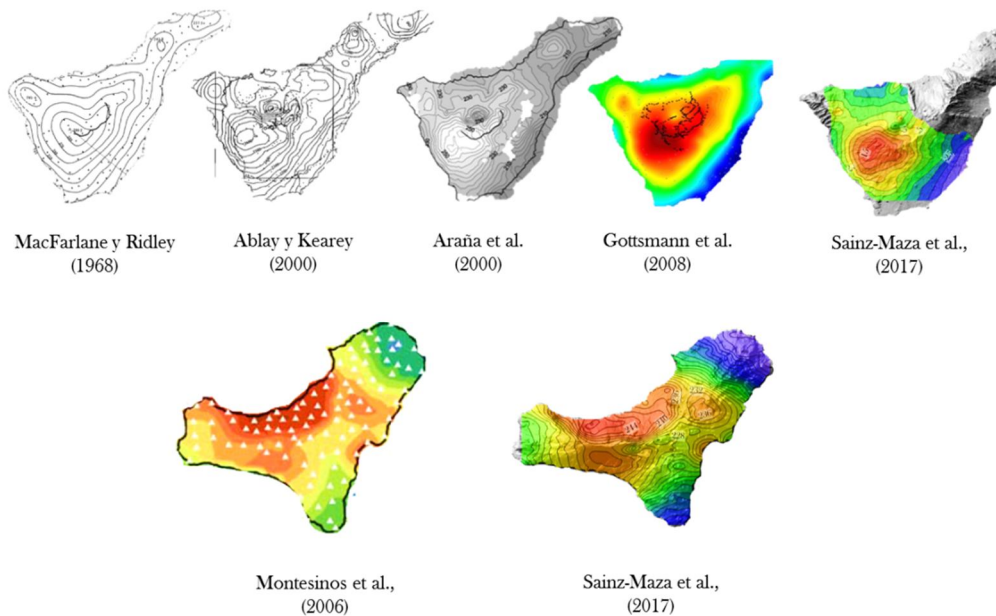 MacFarlane y Ridley
(1968)
Ablay y Kearey
(2000)
Araña et al.
(2000)
Gottsmann et al.
(2008)
Sainz-Maza et al.,
(2017)
Montesinos et al.,
(2006)
Sainz-Maza et al.,
(2017)